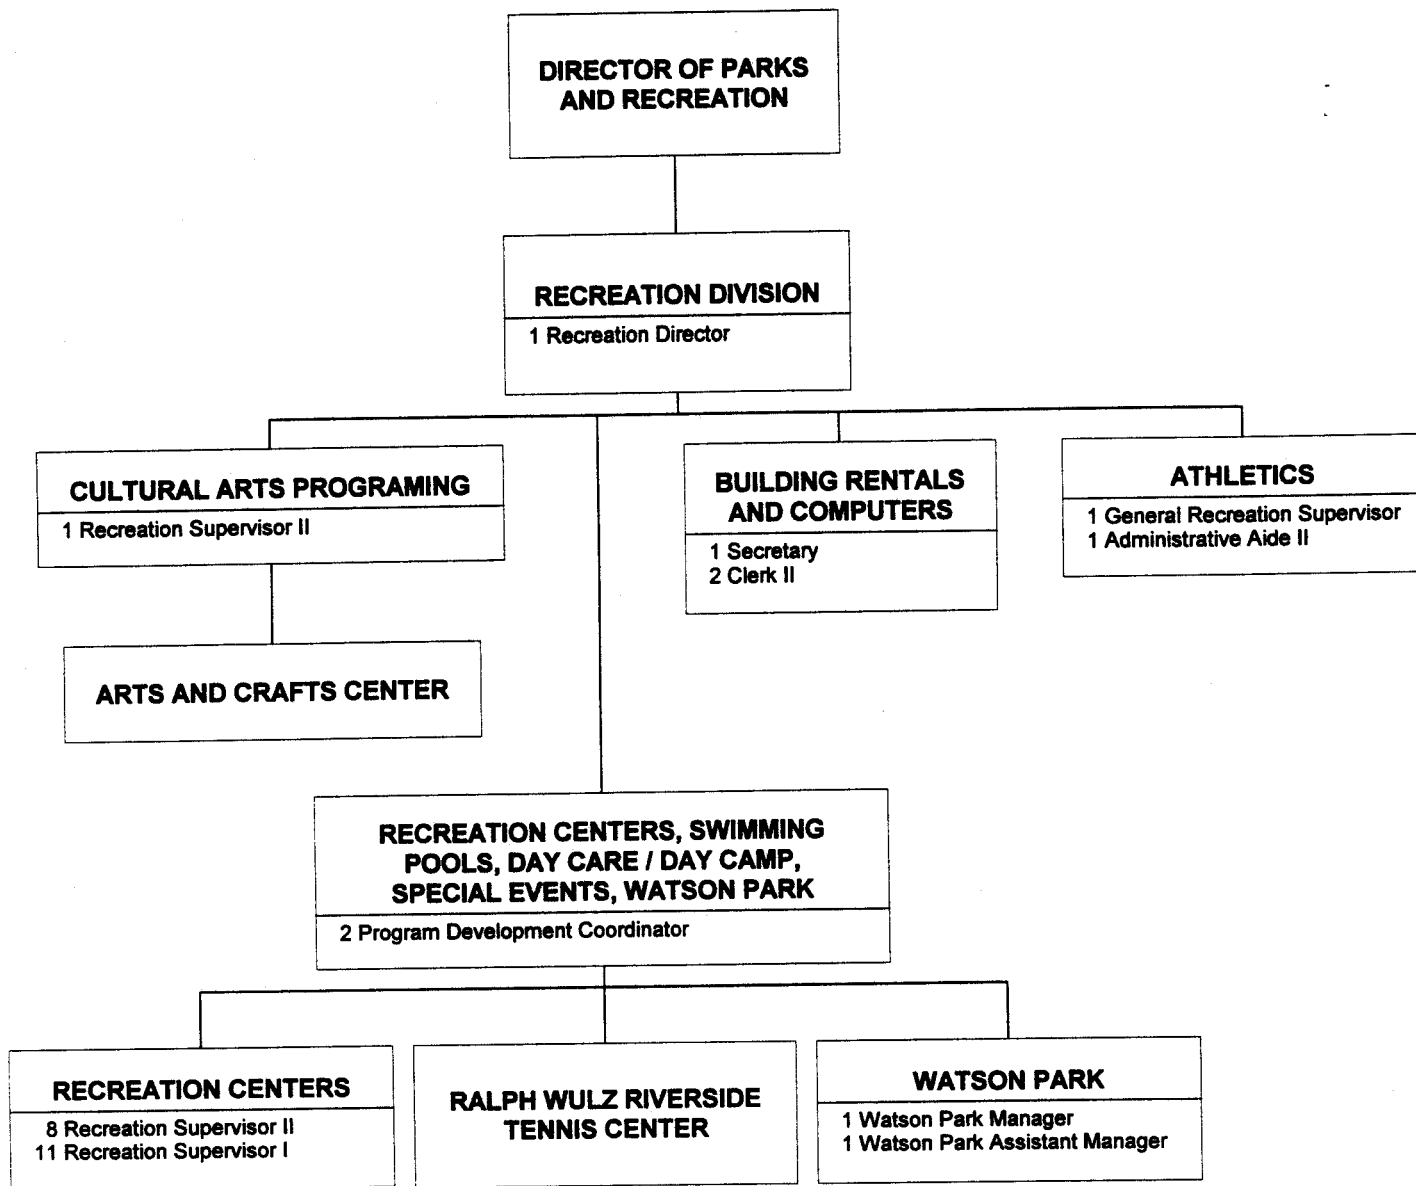 DIRECTOR OF PARKS
AND RECREATION
RECREATION DIVISION
1 Recreation Director
CULTURAL ARTS PROGRAMING
1 Recreation Supervisor II
BUILDING RENTALS
AND COMPUTERS
1 Secretary
2 Clerk II
ATHLETICS
1 General Recreation Supervisor
1 Administrative Aide II
ARTS AND CRAFTS CENTER
RECREATION CENTERS, SWIMMING
POOLS, DAY CARE / DAY CAMP,
SPECIAL EVENTS, WATSON PARK
2 Program Development Coordinator
RECREATION CENTERS
8 Recreation Supervisor II
11 Recreation Supervisor I
RALPH WULZ RIVERSIDE
TENNIS CENTER
WATSON PARK
1 Watson Park Manager
1 Watson Park Assistant Manager